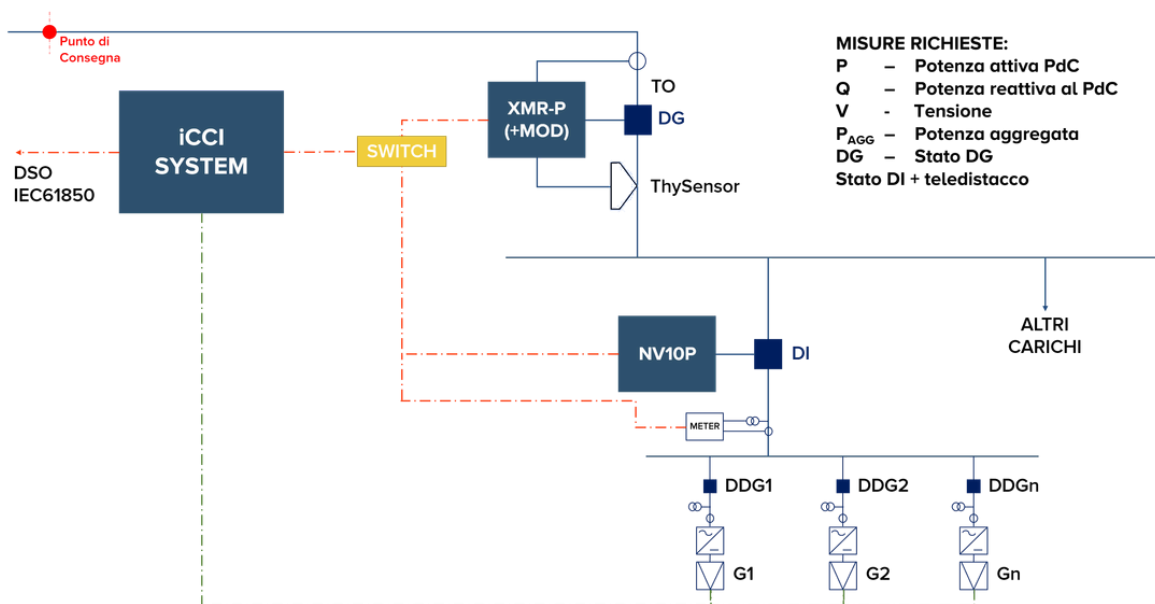 Punto di
Consegna
MISURE RICHIESTE:
P – Potenza attiva PdC
Q – Potenza reattiva al PdC
V - Tensione
PAGG – Potenza aggregata
DG – Stato DG
Stato DI + teledistacco
iCCI
SYSTEM
SWITCH
XMR-P
(+MOD)
TO
DG
DSO
IEC61850
ThySensor
ALTRI
CARICHI
NV10P
DI
METER
DDG1
DDG2
DDGn
G1
G2
Gn